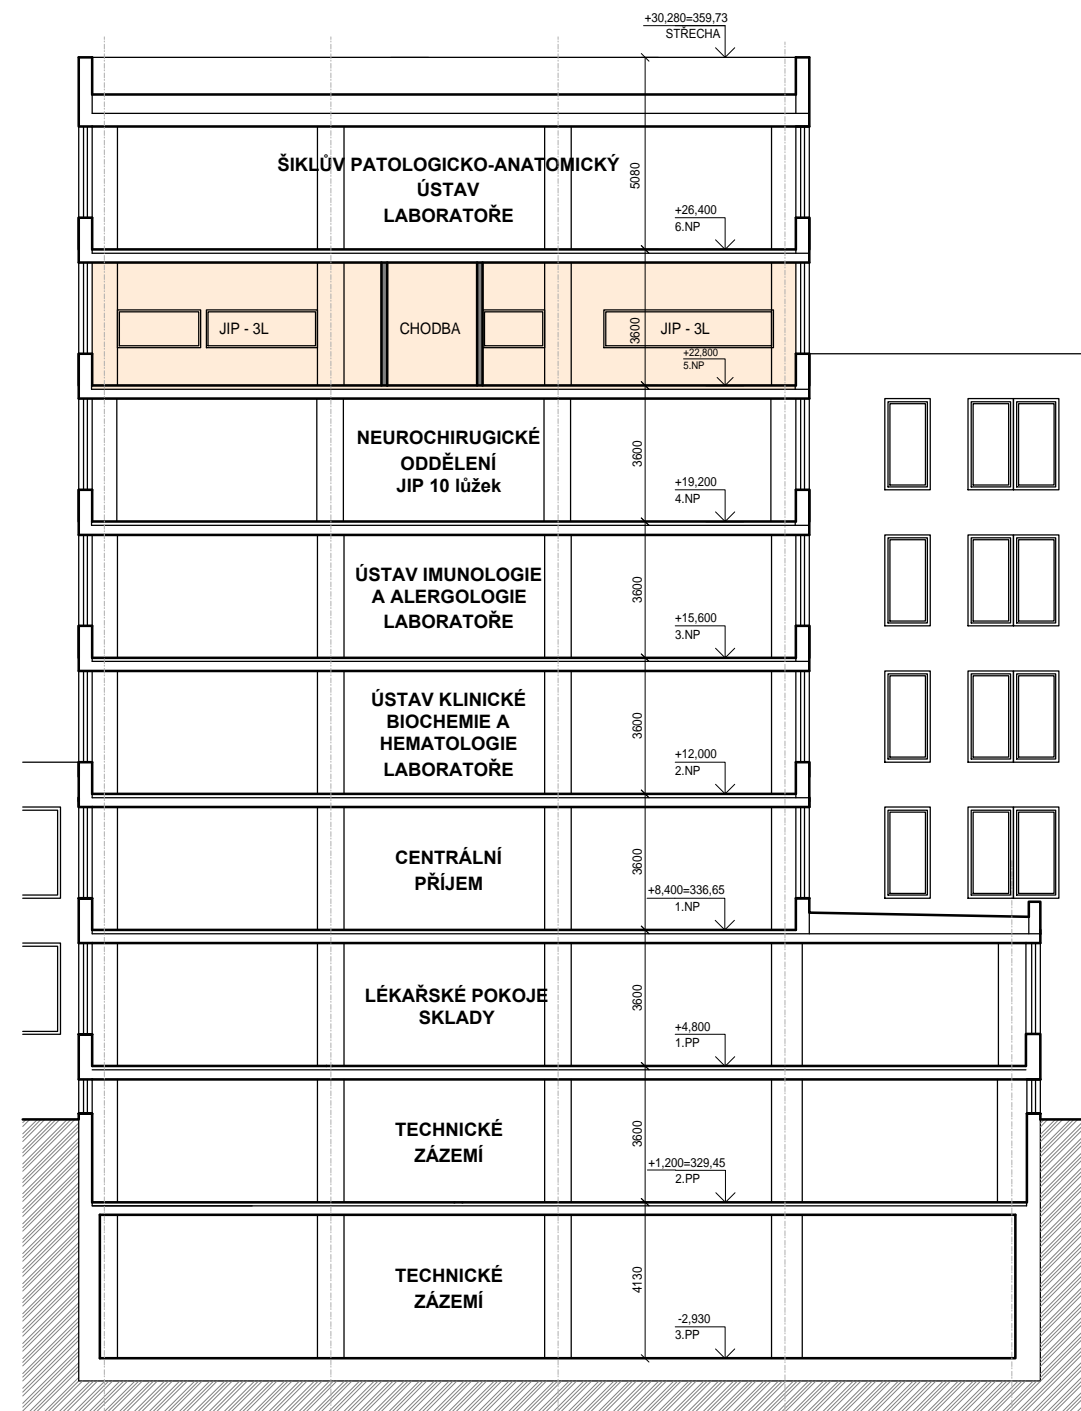 +30,280=359,73
STŘECHA
ŠIKLŮV PATOLOGICKO-ANATOMICKÝ
ÚSTAV
LABORATOŘE
5080
+26,400
6.NP
JIP - 3L
CHODBA
3600
JIP - 3L
+22,800
5.NP
NEUROCHIRUGICKÉ
ODDĚLENÍ
JIP 10 lůžek
3600
+19,200
4.NP
ÚSTAV IMUNOLOGIE
A ALERGOLOGIE
LABORATOŘE
3600
+15,600
3.NP
ÚSTAV KLINICKÉ
BIOCHEMIE A
HEMATOLOGIE
LABORATOŘE
3600
+12,000
2.NP
CENTRÁLNÍ
PŘÍJEM
3600
+8,400=336,65
1.NP
LÉKAŘSKÉ POKOJE
SKLADY
3600
+4,800
1.PP
TECHNICKÉ
ZÁZEMÍ
3600
+1,200=329,45
2.PP
TECHNICKÉ
ZÁZEMÍ
4130
-2,930
3.PP